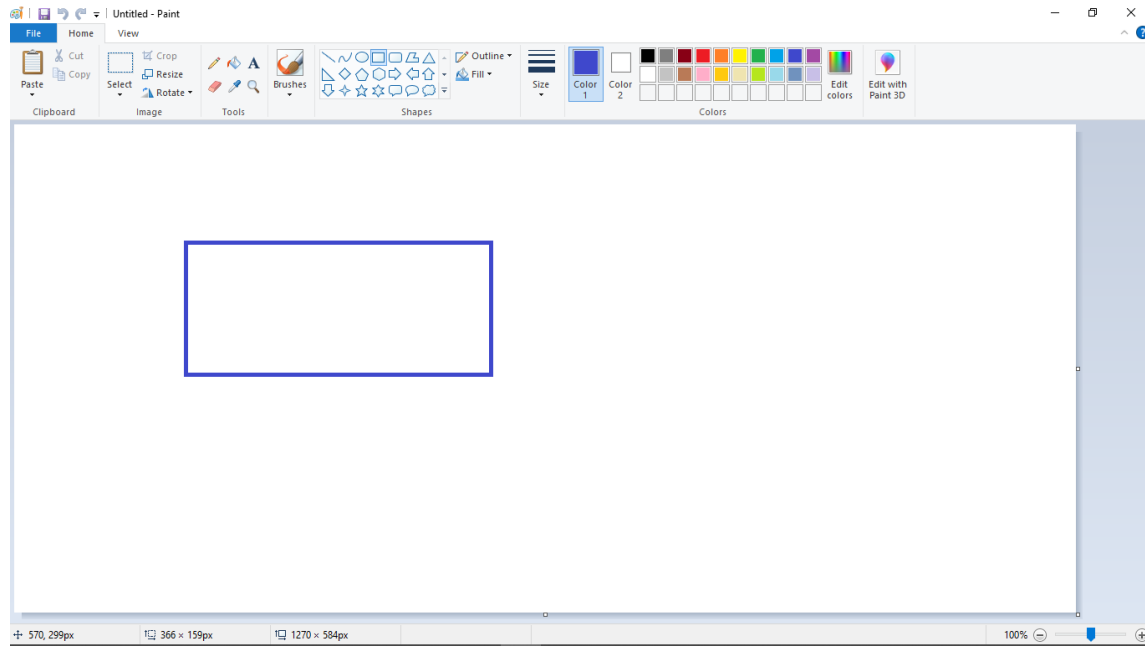 Untitled - Paint
File Home View
Paste
Cut
Copy
Clipboard
Select
Crop
Resize
Rotate
Image
A
Tools
Brushes
Outline
Fill
Shapes
Size
Color 1
Color 2
Edit colors
Colors
Edit with Paint 3D
570, 299px 366 × 159px 1270 × 584px 100%